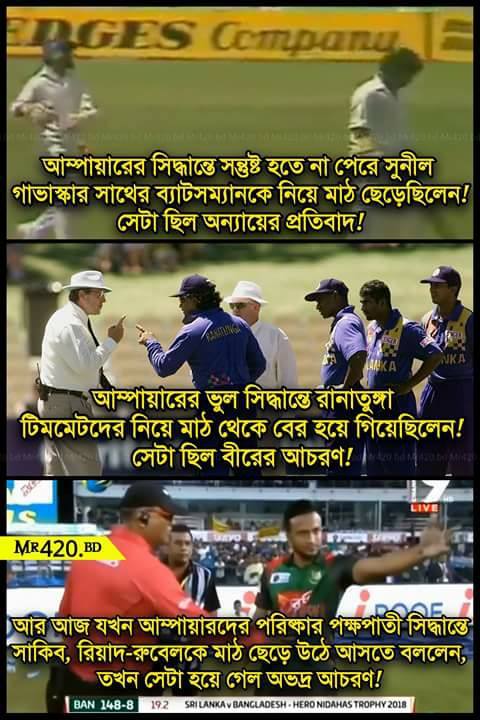 EDGES Company
আম্পায়ারের সিদ্ধান্তে সন্তুষ্ট হতে না পেরে সুনীল
গাভাস্কার সাথের ব্যাটসম্যানকে নিয়ে মাঠ ছেড়েছিলেন!
সেটা ছিল অন্যায়ের প্রতিবাদ!
RANATUNGA
LANKA
KA
আম্পায়ারের ভুল সিদ্ধান্তে রানাতুঙ্গা
টিমমেটদের নিয়ে মাঠ থেকে বের হয়ে গিয়েছিলেন!
সেটা ছিল বীরের আচরণ!
LIVE
MR420.BD
আর আজ যখন আম্পায়ারদের পরিষ্কার পক্ষপাতী সিদ্ধান্তে
সাকিব, রিয়াদ-রুবেলকে মাঠ ছেড়ে উঠে আসতে বললেন,
তখন সেটা হয়ে গেল অভদ্র আচরণ!
BAN 148-8 19.2 SRI LANKA v BANGLADESH - HERO NIDAHAS TROPHY 2018